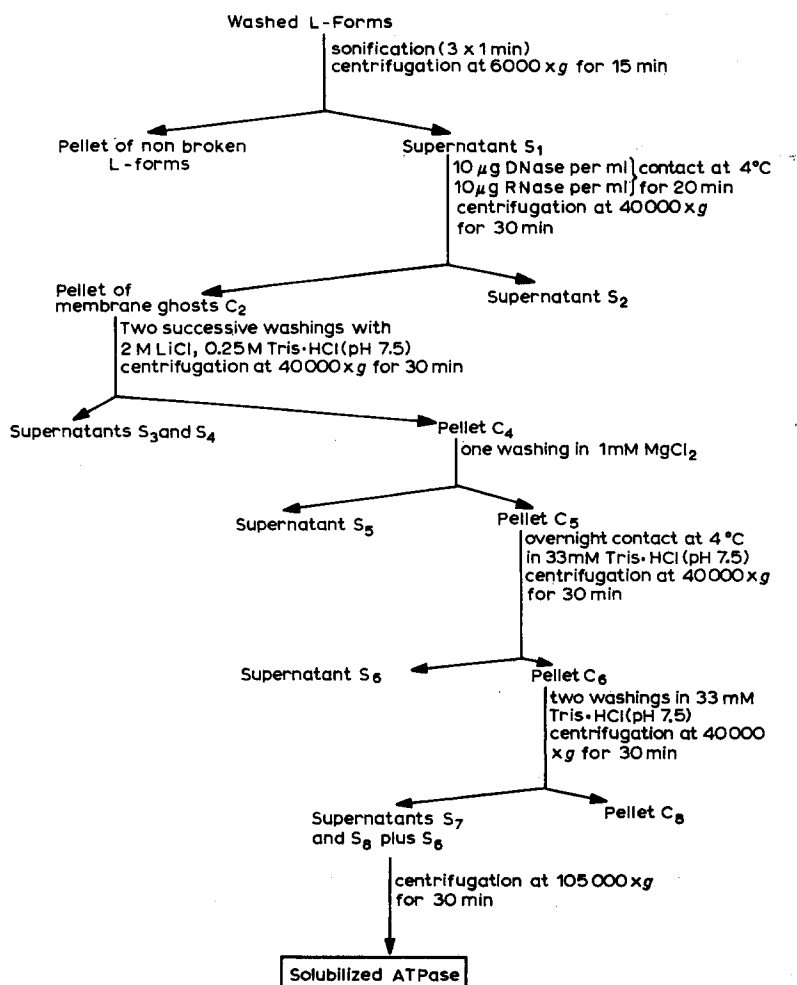 Washed L-Forms
sonification (3 x 1 min)
centrifugation at 6000 xg for 15 min
Pellet of non broken
L-forms
Supernatant S₁
10 µg DNase per ml} contact at 4°C
10 µg RNase per ml} for 20 min
centrifugation at 40000 xg
for 30 min
Pellet of
membrane ghosts C₂
Supernatant S₂
Two successive washings with
2 M LiCl, 0.25 M Tris·HCl (pH 7.5)
centrifugation at 40000 xg for 30 min
Supernatants S₃ and S₄
Pellet C₄
one washing in 1mM MgCl₂
Supernatant S₅
Pellet C₅
overnight contact at 4°C
in 33mM Tris·HCl (pH 7.5)
centrifugation at 40000 xg
for 30 min
Supernatant S₆
Pellet C₆
two washings in 33 mM
Tris·HCl (pH 7.5)
centrifugation at 40000
xg for 30 min
Supernatants S₇
and S₈ plus S₆
Pellet C₈
centrifugation at 105000 xg
for 30 min
Solubilized ATPase